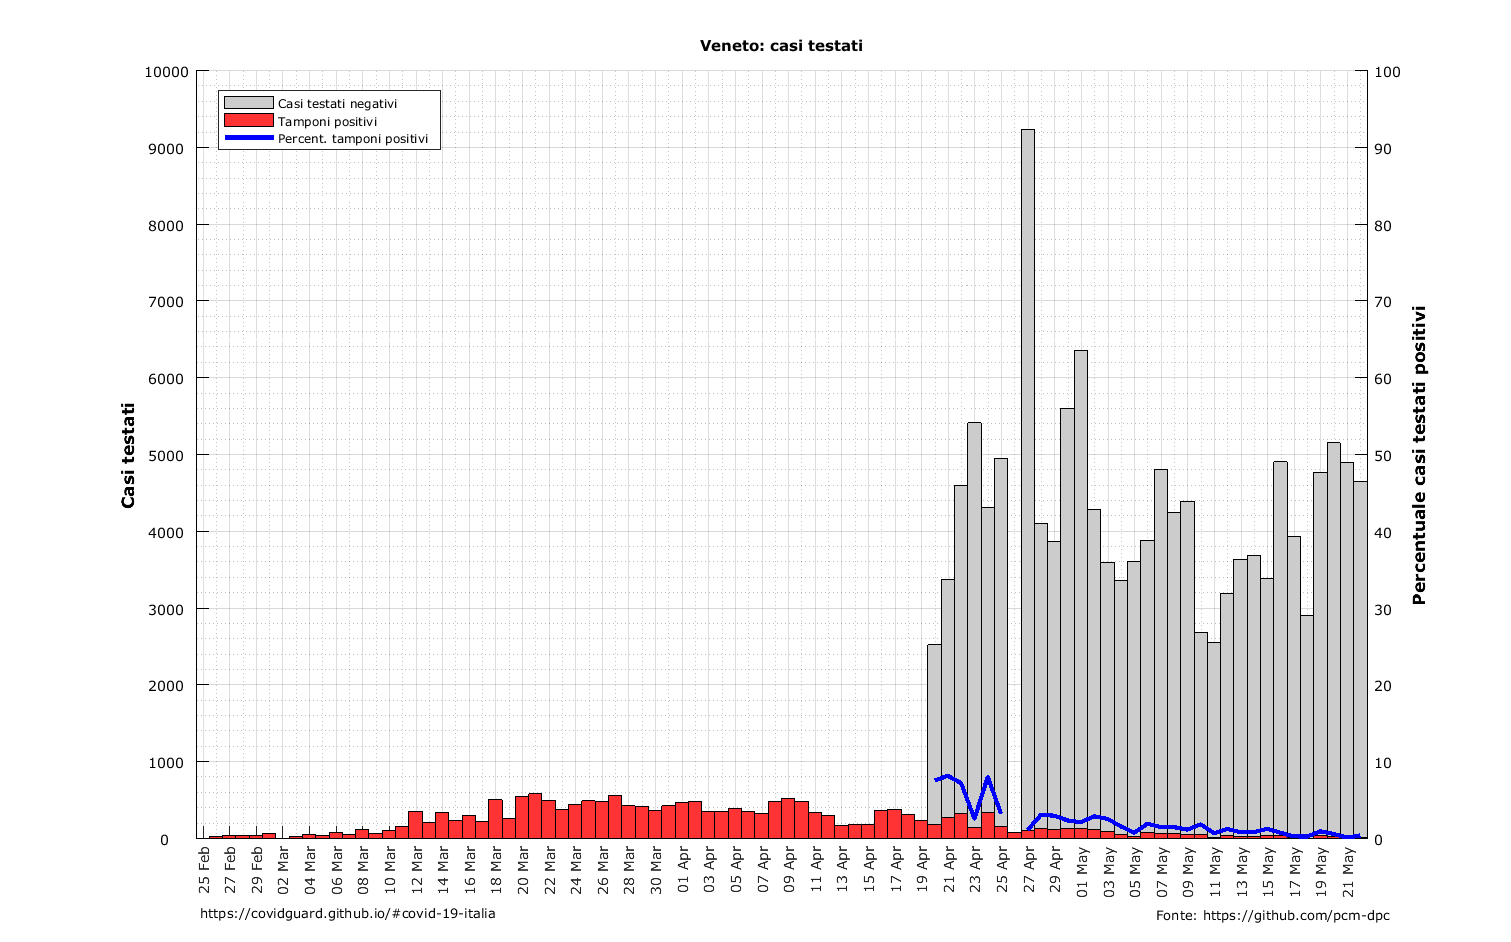 Veneto: casi testati
Casi testati negativi
Tamponi positivi
Percent. tamponi positivi
10000
9000
8000
7000
6000
5000
4000
3000
2000
1000
0
Casi testati
100
90
80
70
60
50
40
30
20
10
0
Percentuale casi testati positivi
25 Feb
27 Feb
29 Feb
02 Mar
04 Mar
06 Mar
08 Mar
10 Mar
12 Mar
14 Mar
16 Mar
18 Mar
20 Mar
22 Mar
24 Mar
26 Mar
28 Mar
30 Mar
01 Apr
03 Apr
05 Apr
07 Apr
09 Apr
11 Apr
13 Apr
15 Apr
17 Apr
19 Apr
21 Apr
23 Apr
25 Apr
27 Apr
29 Apr
01 May
03 May
05 May
07 May
09 May
11 May
13 May
15 May
17 May
19 May
21 May
https://covidguard.github.io/#covid-19-italia
Fonte: https://github.com/pcm-dpc